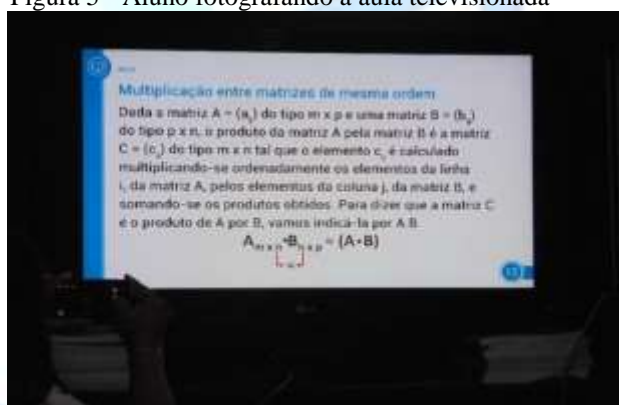 Figura 5 - Aluno fotografando a aula televisionada
Multiplicação entre matrizes de mesma ordem
Dada a matriz A = (aᵢⱼ) do tipo m x p e uma matriz B = (bᵢⱼ)
do tipo p x n, o produto da matriz A pela matriz B é a matriz
C = (cᵢⱼ) do tipo m x n tal que o elemento cᵢⱼ é calculado
multiplicando-se ordenadamente os elementos da linha
i, da matriz A, pelos elementos da coluna j, da matriz B, e
somando-se os produtos obtidos. Para dizer que a matriz C
é o produto de A por B, vamos indicá-la por A.B.
A m x n • B n x p = (A•B)